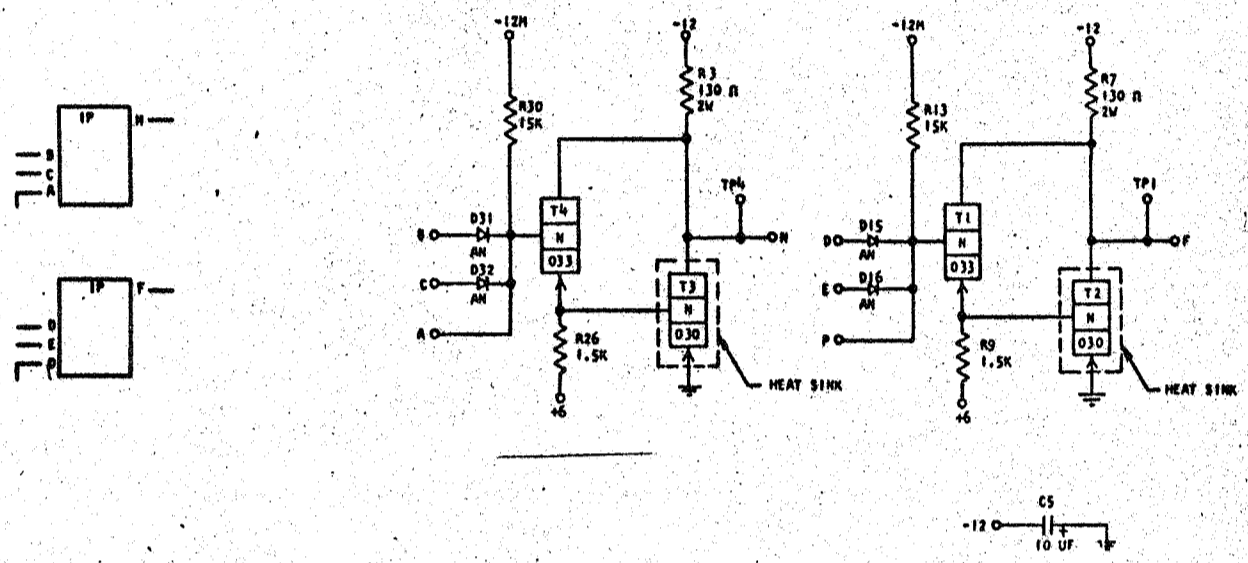 IP
N
B
C
A
IP
F
D
E
P
-12M
R30
15K
-12
R3
130 Ω
2W
T4
N
033
TP4
N
B
D31
AN
C
D32
AN
A
R26
1.5K
+6
T3
N
030
HEAT SINK
-12M
R13
15K
-12
R7
130 Ω
2W
T1
N
033
TP1
F
D
D15
AN
E
D16
AN
P
R9
1.5K
+6
T2
N
030
HEAT SINK
-12
C5
+
10 UF